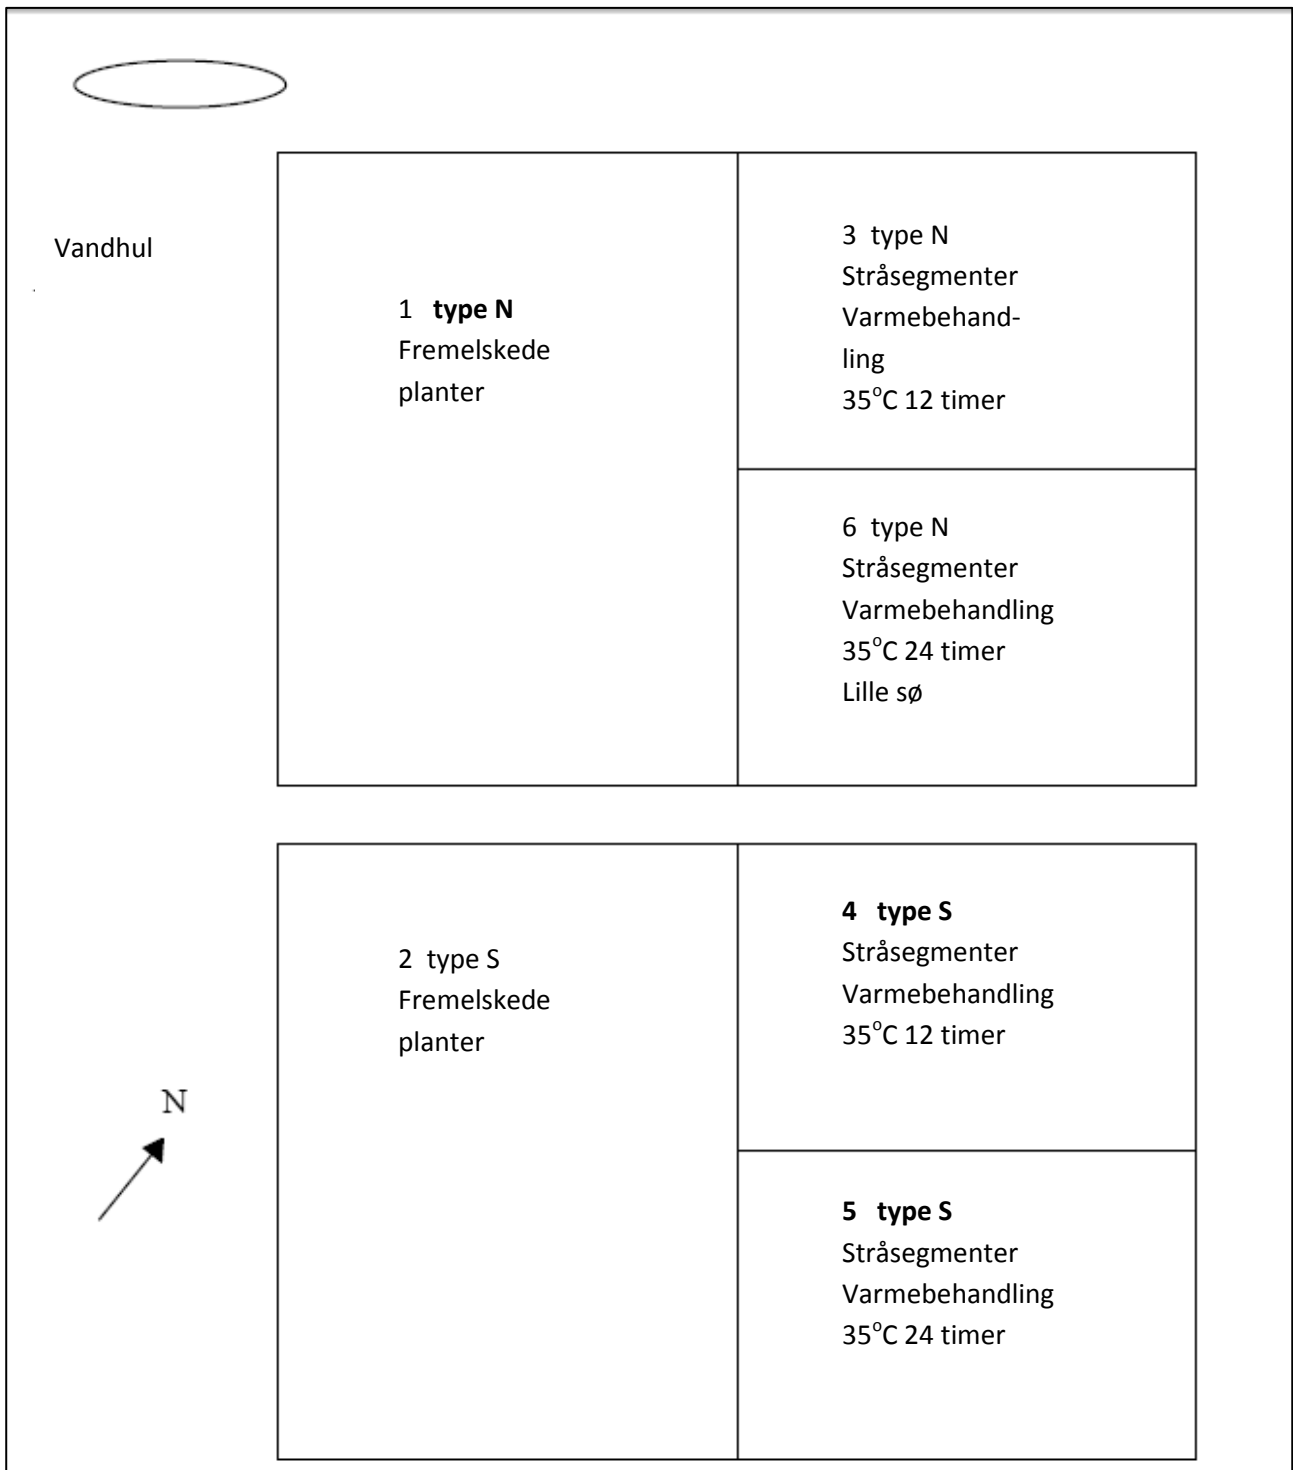 Vandhul
1 type N
Fremelskede
planter
3 type N
Stråsegmenter
Varmebehand-
ling
35°C 12 timer
6 type N
Stråsegmenter
Varmebehandling
35°C 24 timer
Lille sø
2 type S
Fremelskede
planter
4 type S
Stråsegmenter
Varmebehandling
35°C 12 timer
N
5 type S
Stråsegmenter
Varmebehandling
35°C 24 timer